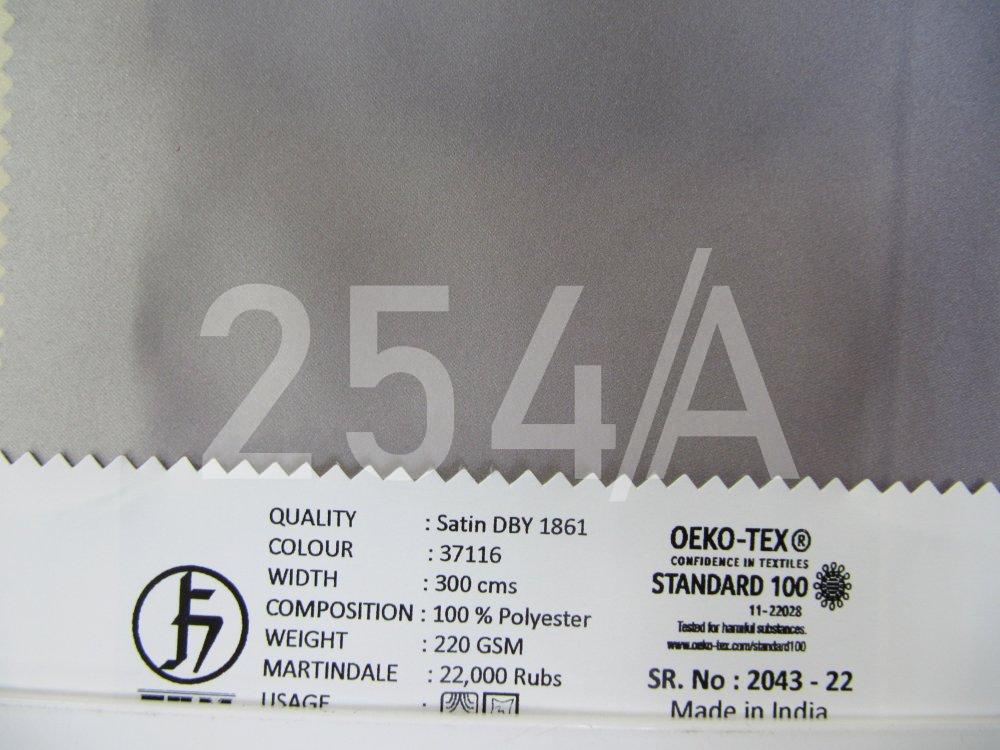 254/A
QUALITY : Satin DBY 1861
COLOUR : 37116
WIDTH : 300 cms
COMPOSITION : 100 % Polyester
WEIGHT : 220 GSM
MARTINDALE : 22,000 Rubs
USAGE :
OEKO-TEX®
CONFIDENCE IN TEXTILES
STANDARD 100
11-22028
Tested for harmful substances.
www.oeko-tex.com/standard100
SR. No : 2043 - 22
Made in India